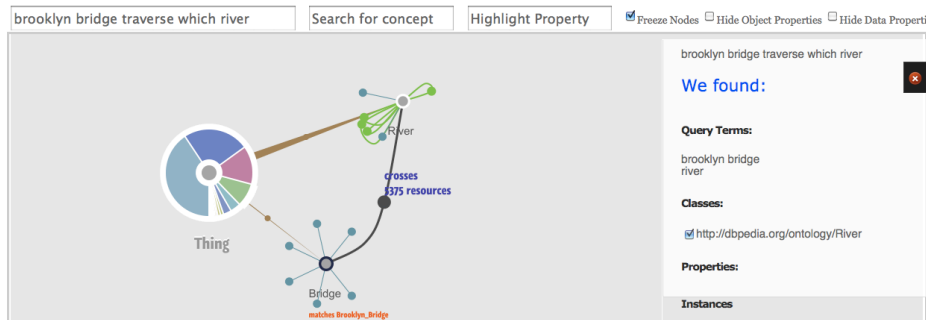 brooklyn bridge traverse which river
Search for concept
Highlight Property
Freeze Nodes
Hide Object Properties
Hide Data Properti
brooklyn bridge traverse which river
We found:
River
Query Terms:
brooklyn bridge
river
crosses
5375 resources
Classes:
http://dbpedia.org/ontology/River
Thing
Properties:
Bridge
Instances
matches Brooklyn_Bridge